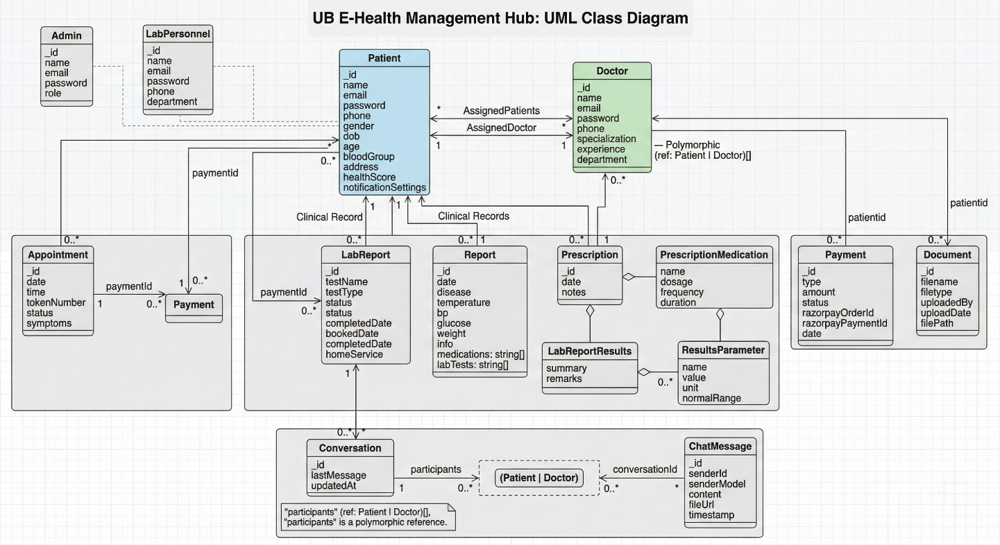 UB E-Health Management Hub: UML Class Diagram
Admin
_id
name
email
password
role
LabPersonnel
_id
name
email
password
phone
department
Patient
_id
name
email
password
phone
gender
dob
age
bloodGroup
address
healthScore
notificationSettings
Doctor
_id
name
email
password
phone
specialization
experience
department
* AssignedPatients
AssignedDoctor *
1 1
— Polymorphic
(ref: Patient | Doctor)[]
*
0..*
paymentid
Clinical Record
1
1
Clinical Records
0..*
patientid
patientid
0..*
Appointment
_id
date
time
tokenNumber
status
symptoms
paymentId
1
0..*
1
0..*
Payment
paymentId
0..*
0..*
LabReport
_id
testName
testType
status
status
completedDate
bookedDate
completedDate
homeService
1
0..* 1
Report
_id
date
disease
temperature
bp
glucose
weight
info
medications: string[]
labTests: string[]
0..* 1
Prescription
_id
date
notes
PrescriptionMedication
name
dosage
frequency
duration
LabReportResults
summary
remarks
0..*
ResultsParameter
name
value
unit
normalRange
0..*
Payment
_id
type
amount
status
razorpayOrderId
razorpayPaymentId
date
0..*
Document
_id
filename
filetype
uploadedBy
uploadDate
filePath
0..* *
Conversation
_id
lastMessage
updatedAt
participants
1 0..*
(Patient | Doctor)
conversationId
0..* *
ChatMessage
_id
senderId
senderModel
content
fileUrl
timestamp
"participants" (ref: Patient | Doctor)[],
"participants" is a polymorphic reference.